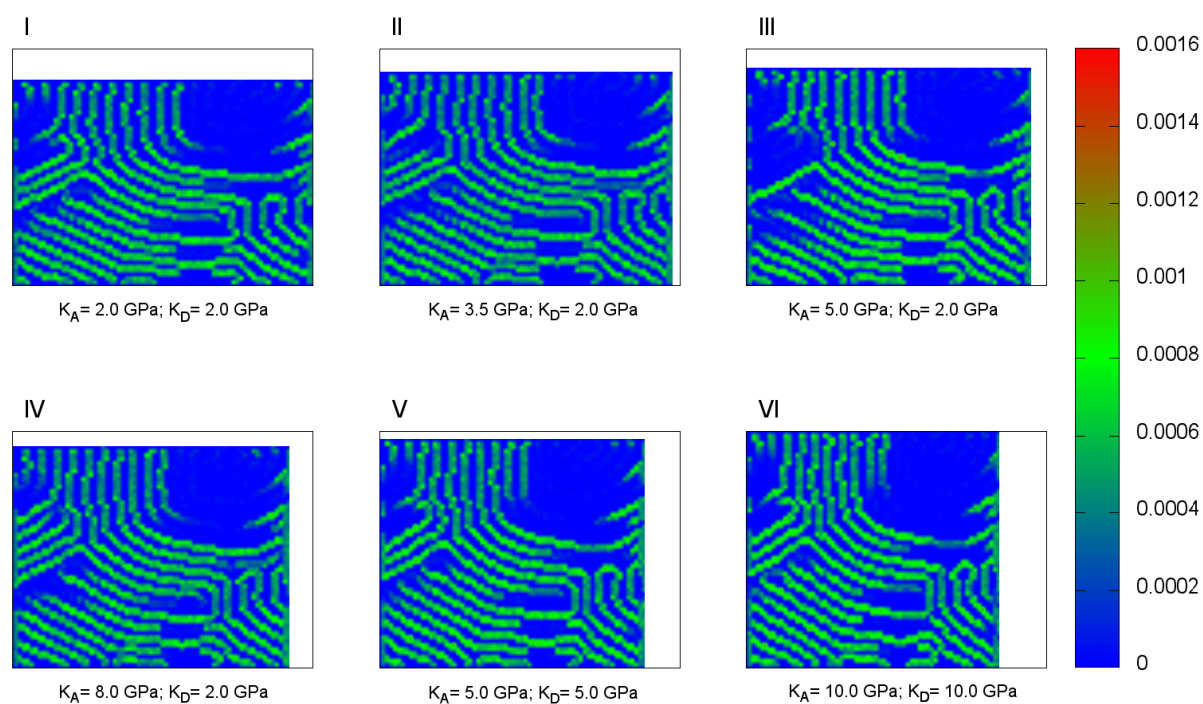 I
II
III
K_A= 2.0 GPa; K_D= 2.0 GPa
K_A= 3.5 GPa; K_D= 2.0 GPa
K_A= 5.0 GPa; K_D= 2.0 GPa
IV
V
VI
K_A= 8.0 GPa; K_D= 2.0 GPa
K_A= 5.0 GPa; K_D= 5.0 GPa
K_A= 10.0 GPa; K_D= 10.0 GPa
0.0016
0.0014
0.0012
0.001
0.0008
0.0006
0.0004
0.0002
0